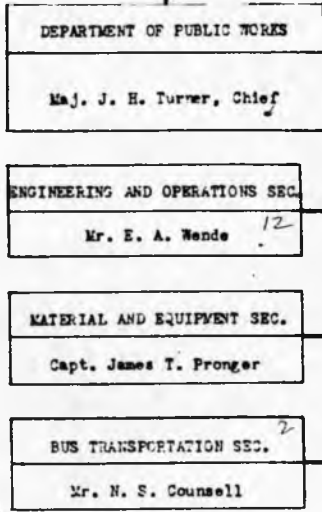 DEPARTMENT OF PUBLIC WORKS
Maj. J. H. Turner, Chief
ENGINEERING AND OPERATIONS SEC.
12
Mr. E. A. Wende
MATERIAL AND EQUIPMENT SEC.
Capt. James T. Pronger
2
BUS TRANSPORTATION SEC.
Mr. N. S. Counsell